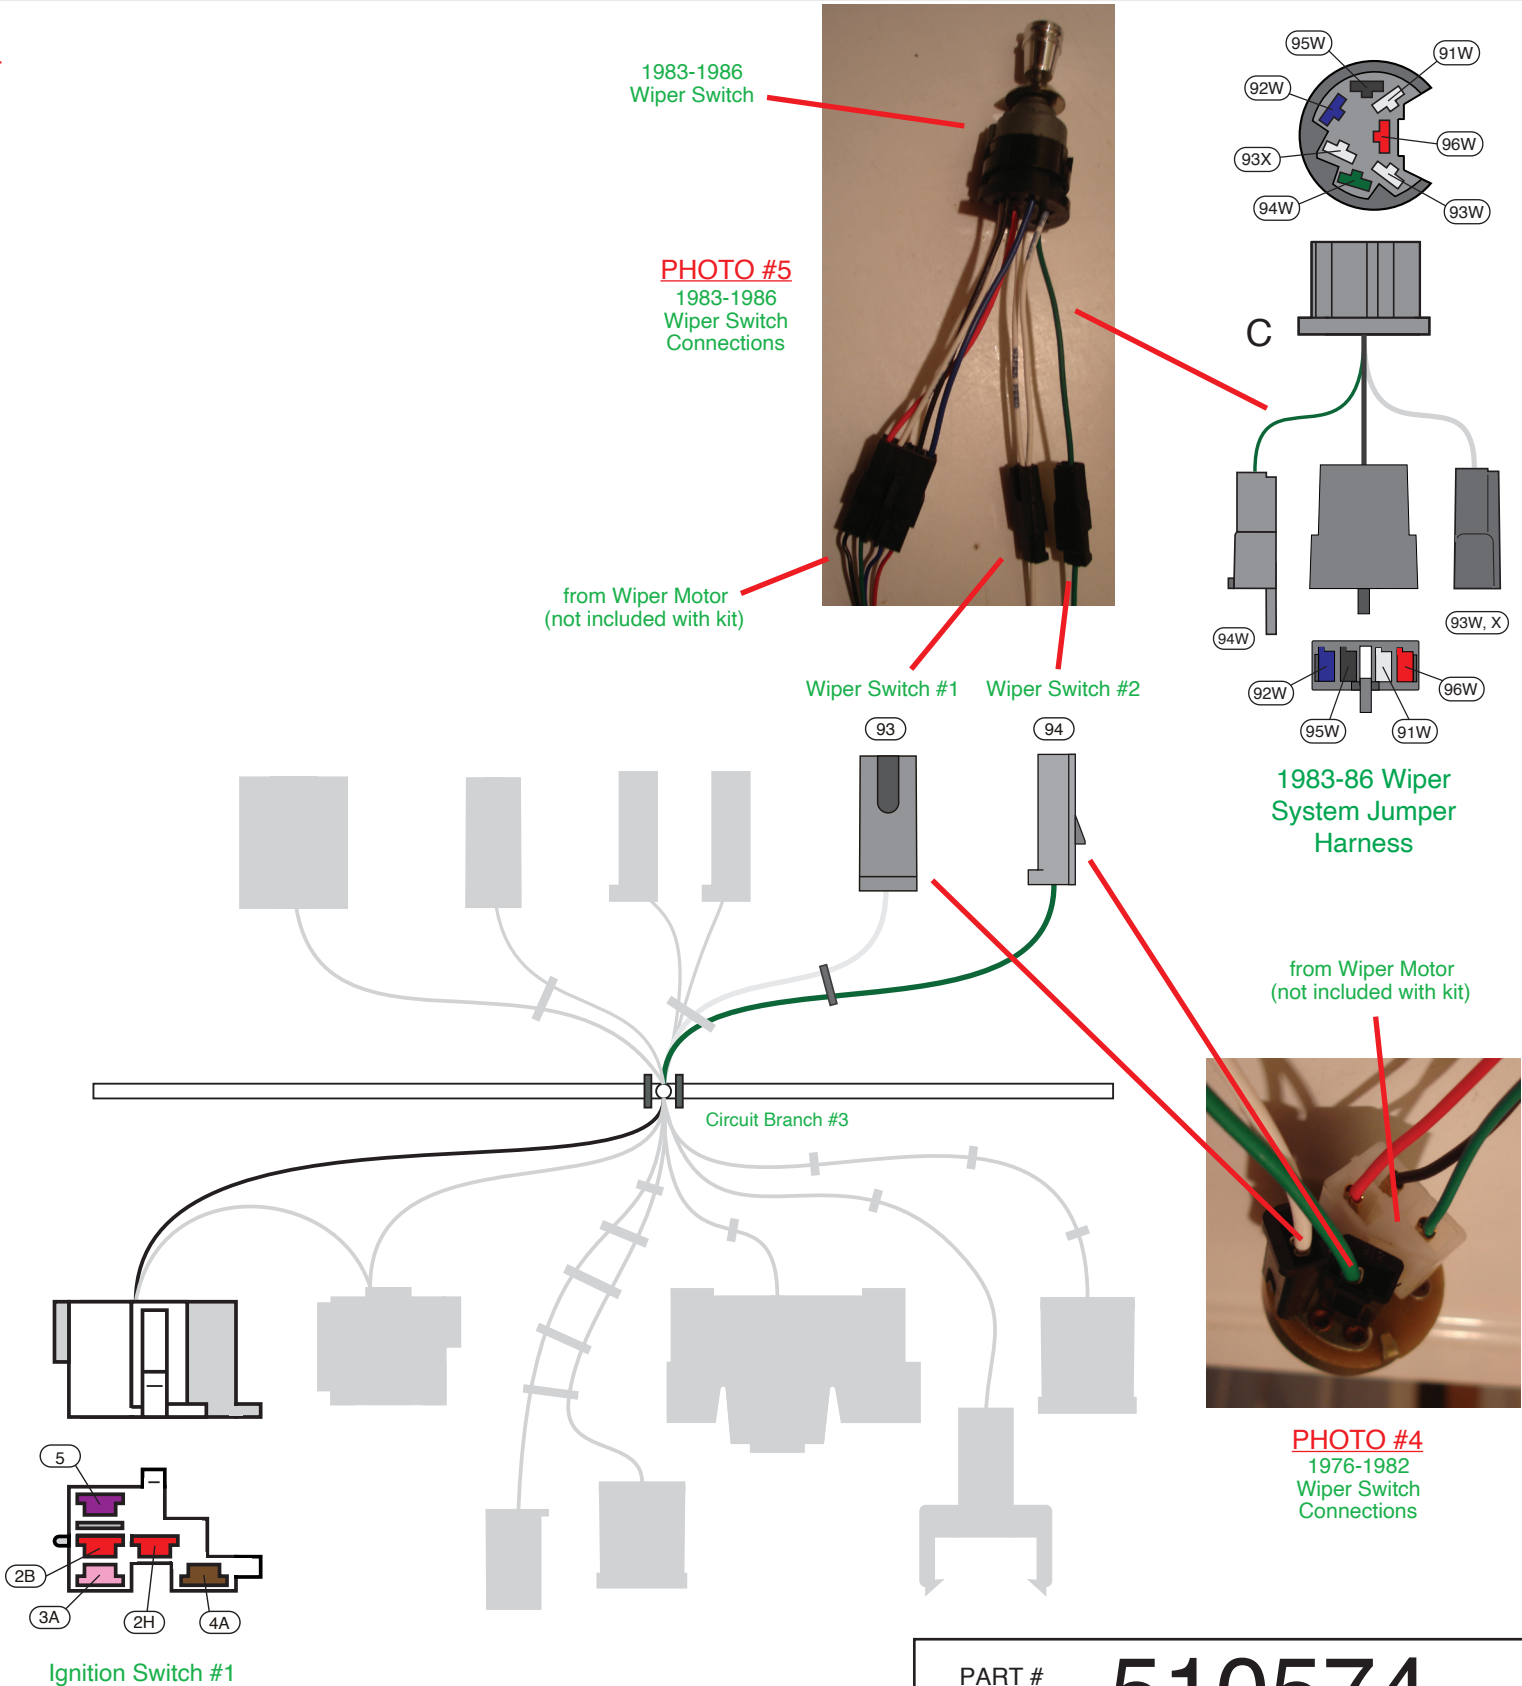 1983-1986
Wiper Switch
PHOTO #5
1983-1986
Wiper Switch
Connections
from Wiper Motor
(not included with kit)
Wiper Switch #1
Wiper Switch #2
93
94
95W
91W
92W
96W
93X
94W
93W
C
94W
93W, X
92W
96W
95W
91W
1983-86 Wiper
System Jumper
Harness
from Wiper Motor
(not included with kit)
Circuit Branch #3
PHOTO #4
1976-1982
Wiper Switch
Connections
5
2B
3A
2H
4A
Ignition Switch #1
PART #
510574